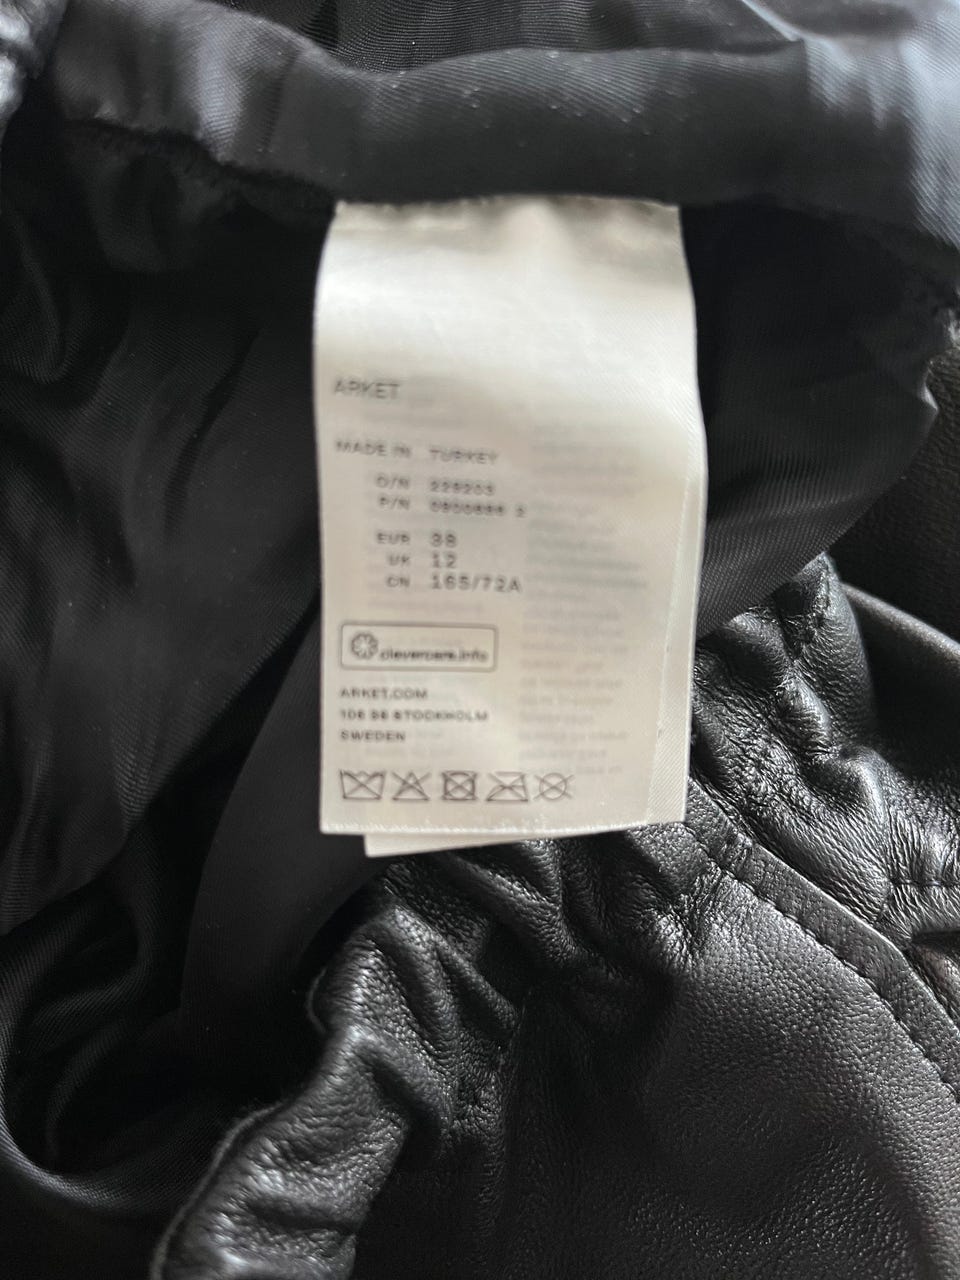 ARKET
MADE IN TURKEY
O/N 229203
P/N
EUR 38
UK 12
CN 165/72A
clevercare.info
ARKET.COM
106 38 STOCKHOLM
SWEDEN